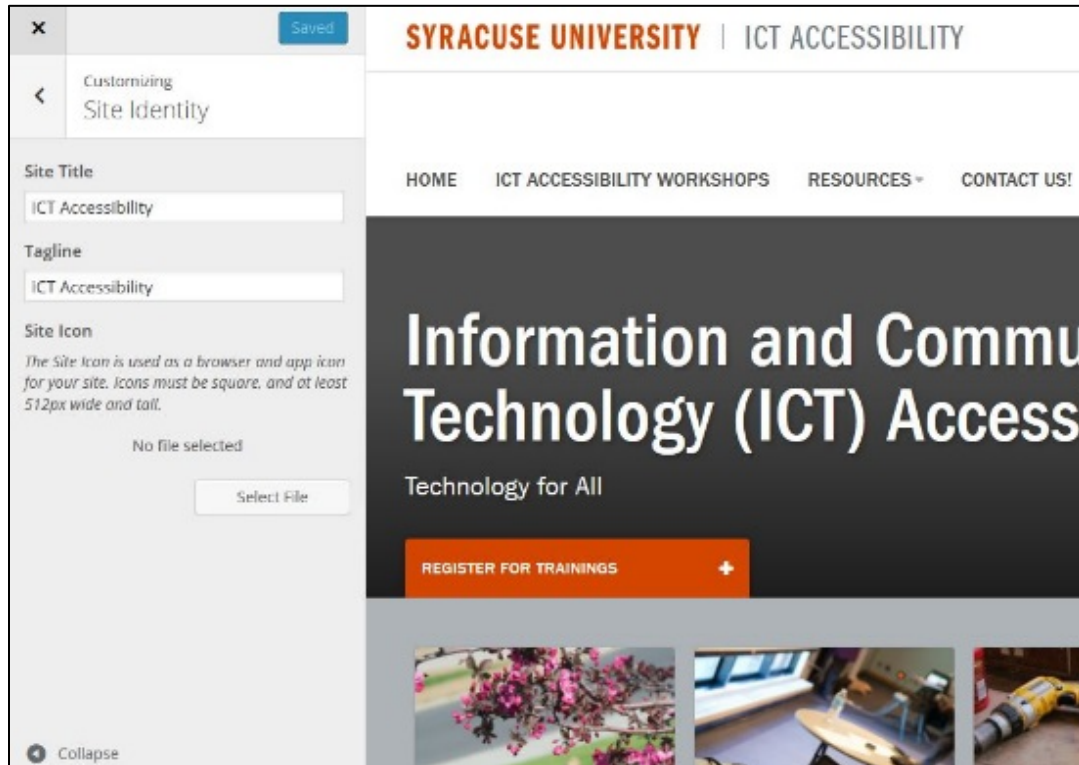 Saved
Customizing
Site Identity
Site Title
ICT Accessibility
Tagline
ICT Accessibility
Site Icon
The Site Icon is used as a browser and app icon
for your site. Icons must be square, and at least
512px wide and tall.
No file selected
Select File
Collapse
SYRACUSE UNIVERSITY | ICT ACCESSIBILITY
HOME ICT ACCESSIBILITY WORKSHOPS RESOURCES CONTACT US!
Information and Commu
Technology (ICT) Access
Technology for All
REGISTER FOR TRAININGS +